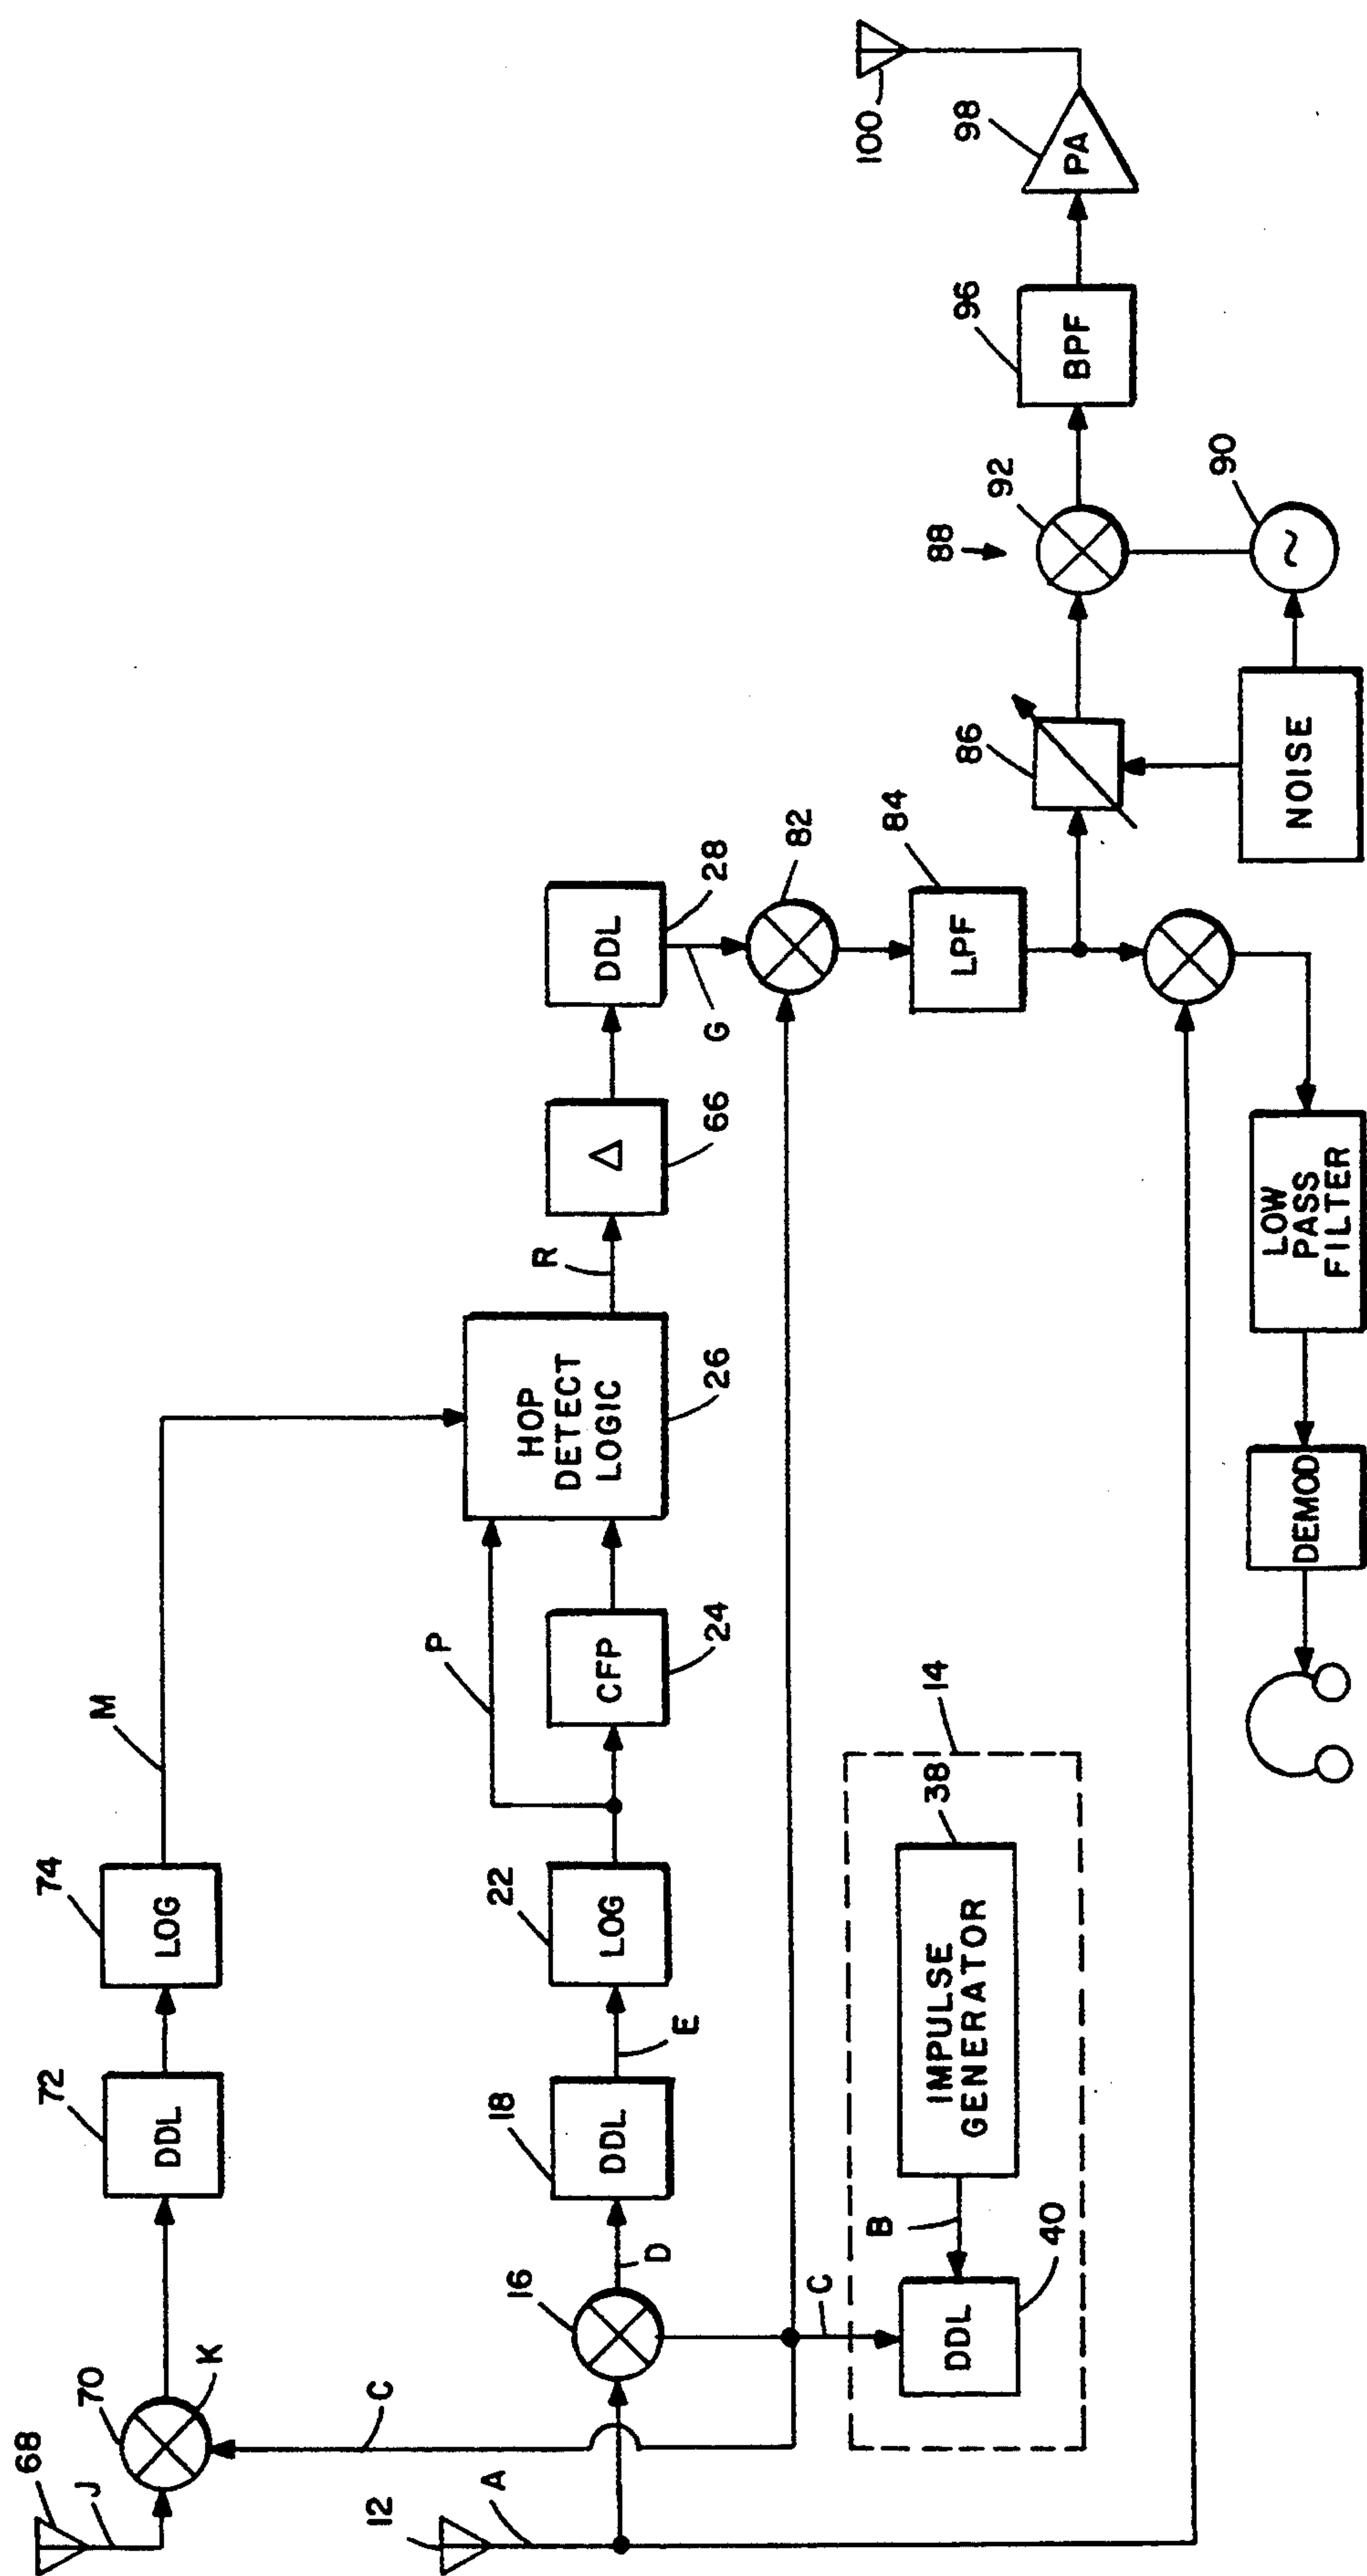 68
J
70
K
72
DDL
74
LOG
M
C
12
A
16
D
18
DDL
E
22
LOG
P
CFP
24
HOP
DETECT
LOGIC
26
R
Δ
66
DDL
28
G
82
C
14
B
DDL
40
IMPULSE
GENERATOR
38
84
LPF
86
88
92
96
BPF
98
PA
100
NOISE
90
~
LOW
PASS
FILTER
DEMOD